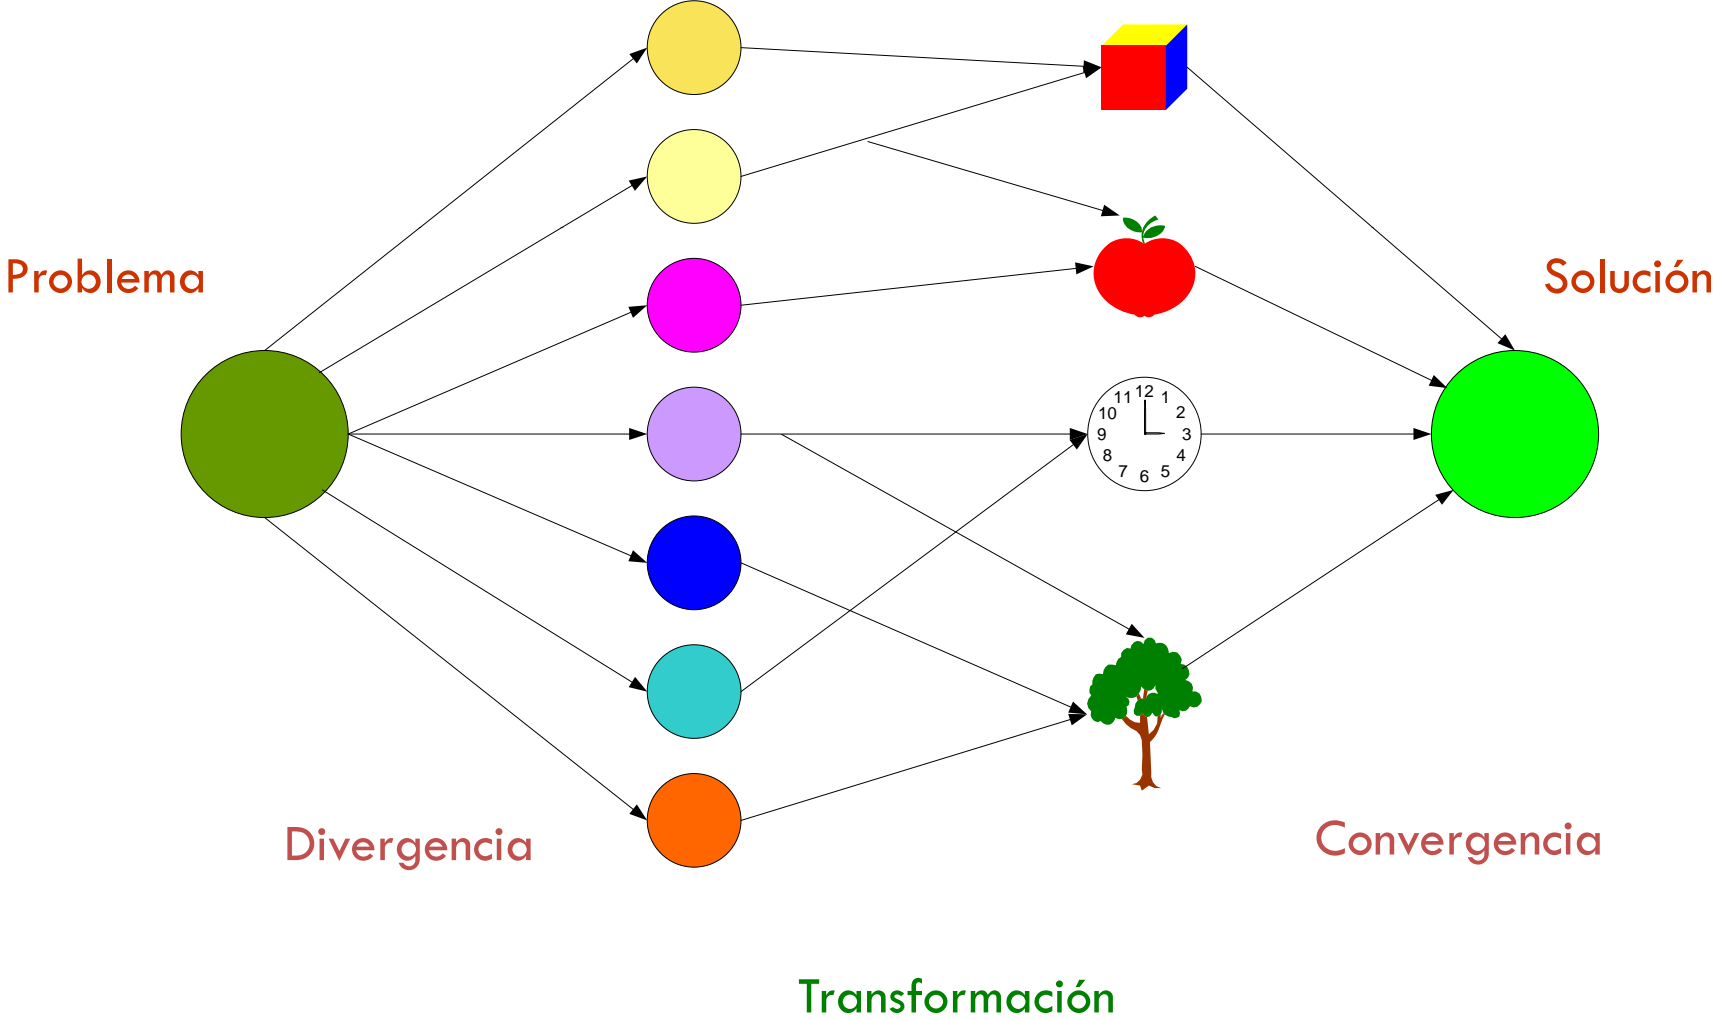 Problema
Solución
11 12 1
10 2
9 3
8 4
7 6 5
Divergencia
Convergencia
Transformación